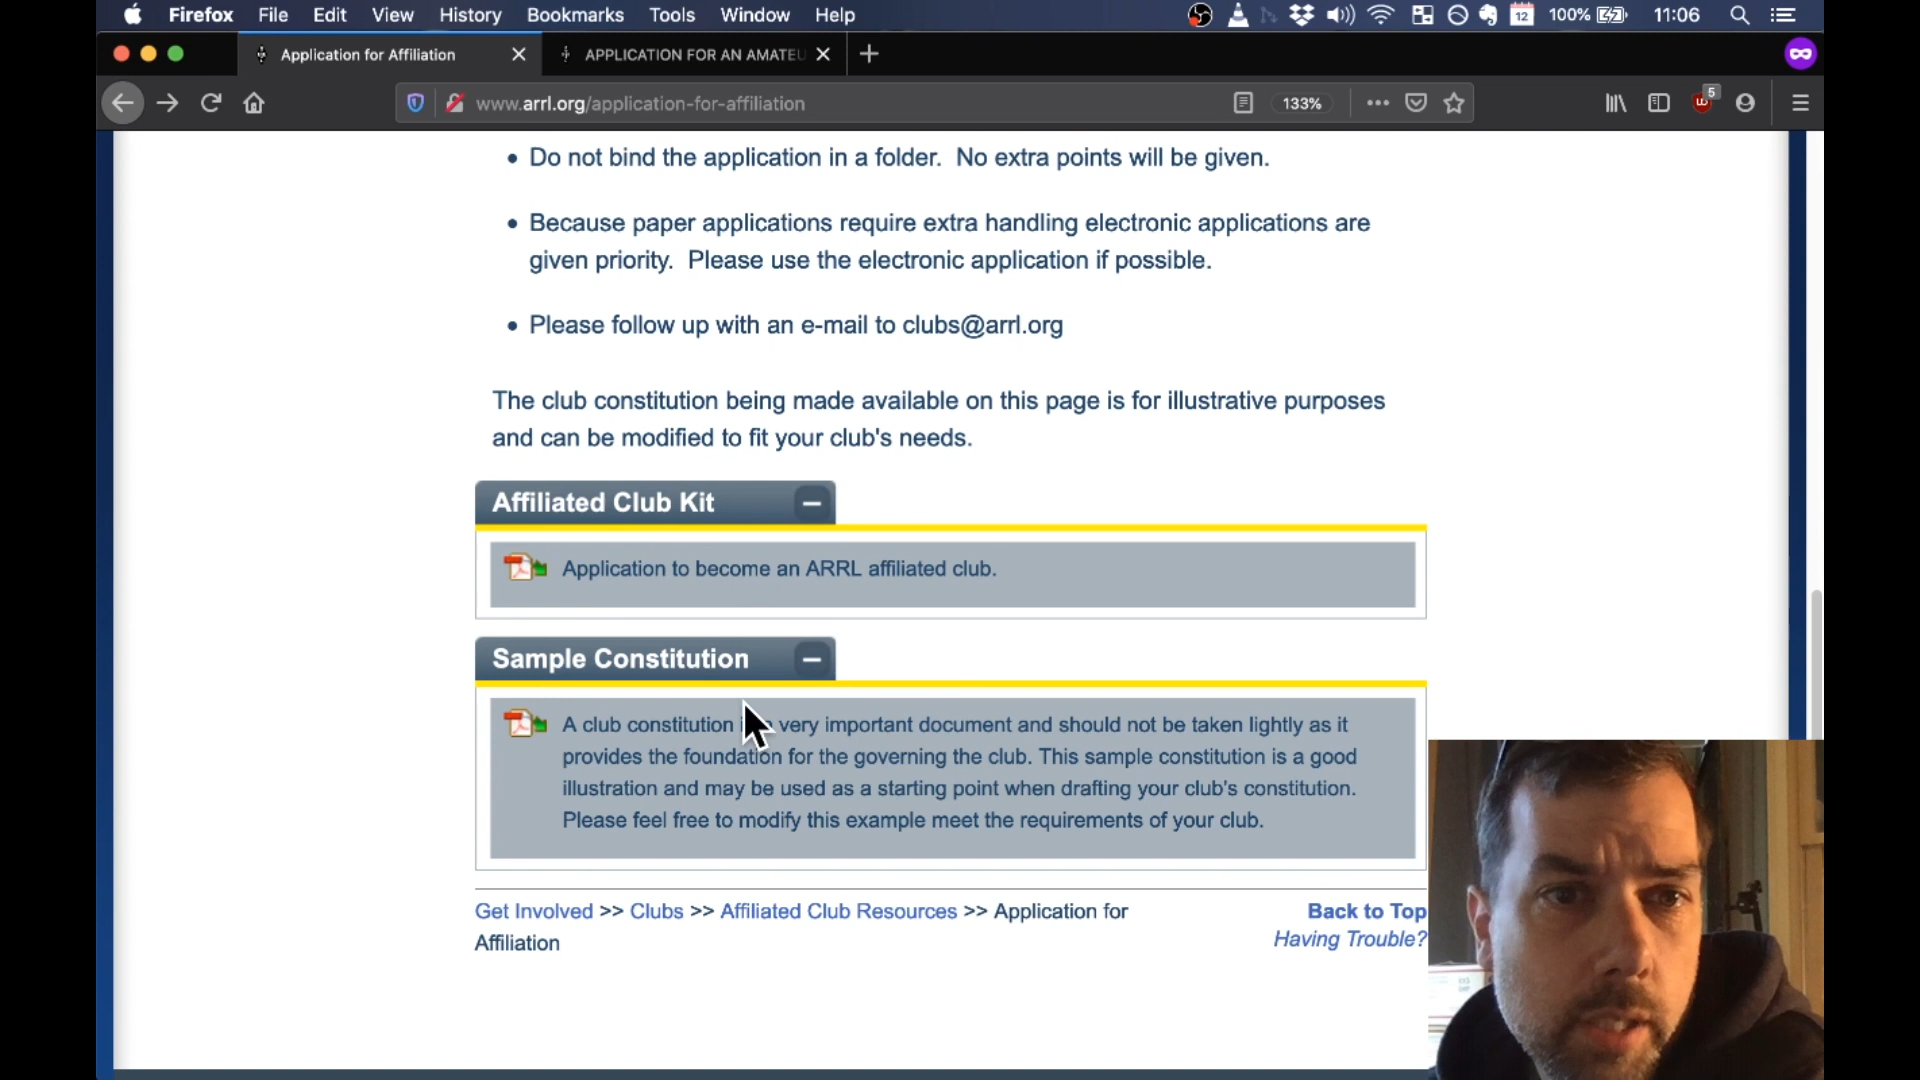 Firefox File Edit View History Bookmarks Tools Window Help 12 100% 11:06
Application for Affiliation APPLICATION FOR AN AMATEU
www.arrl.org/application-for-affiliation 133% 5
Do not bind the application in a folder. No extra points will be given.
Because paper applications require extra handling electronic applications are
given priority. Please use the electronic application if possible.
Please follow up with an e-mail to clubs@arrl.org
The club constitution being made available on this page is for illustrative purposes
and can be modified to fit your club's needs.
Affiliated Club Kit
Application to become an ARRL affiliated club.
Sample Constitution
A club constitution very important document and should not be taken lightly as it
provides the foundation for the governing the club. This sample constitution is a good
illustration and may be used as a starting point when drafting your club's constitution.
Please feel free to modify this example meet the requirements of your club.
Get Involved >> Clubs >> Affiliated Club Resources >> Application for
Affiliation
Back to Top
Having Trouble?